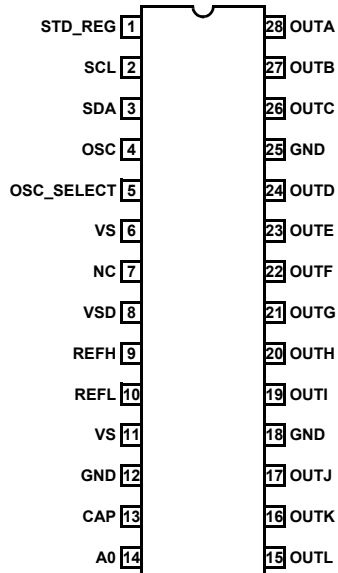 STD_REG 1 28 OUTA
SCL 2 27 OUTB
SDA 3 26 OUTC
OSC 4 25 GND
OSC_SELECT 5 24 OUTD
VS 6 23 OUTE
NC 7 22 OUTF
VSD 8 21 OUTG
REFH 9 20 OUTH
REFL 10 19 OUTI
VS 11 18 GND
GND 12 17 OUTJ
CAP 13 16 OUTK
A0 14 15 OUTL